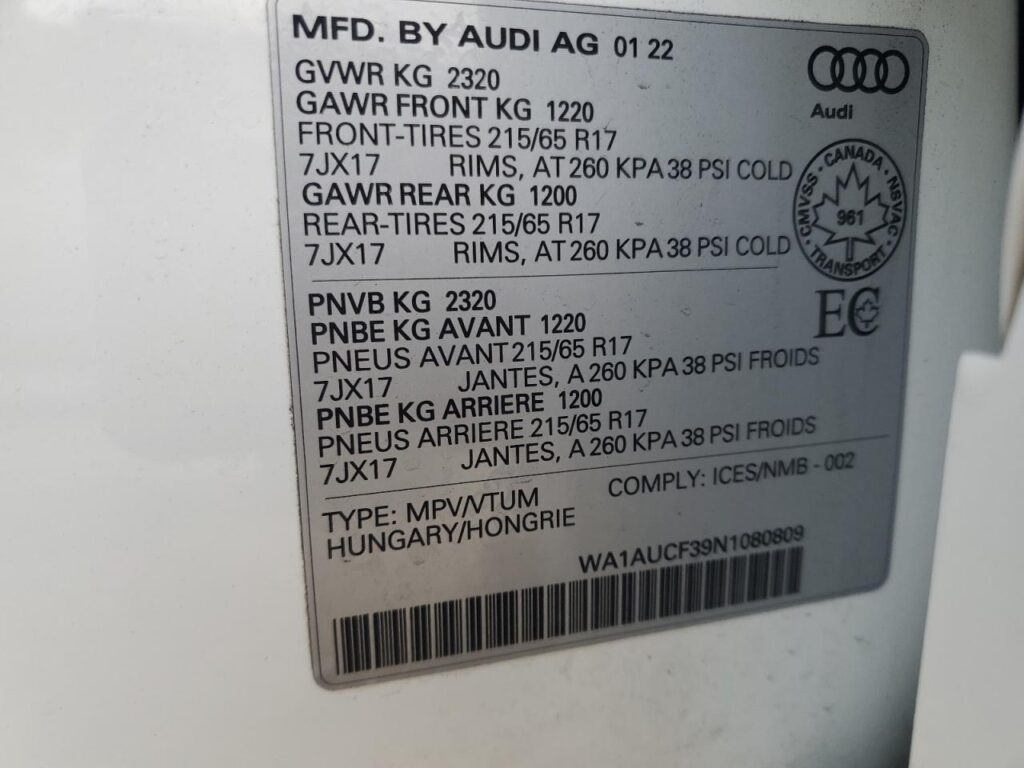 MFD. BY AUDI AG 01 22
GVWR KG 2320
GAWR FRONT KG 1220
FRONT-TIRES 215/65 R17
7JX17 RIMS, AT 260 KPA 38 PSI COLD
GAWR REAR KG 1200
REAR-TIRES 215/65 R17
7JX17 RIMS, AT 260 KPA 38 PSI COLD
Audi
CMVSS • CANADA • NSVAC • TRANSPORT •
961
EC
PNVB KG 2320
PNBE KG AVANT 1220
PNEUS AVANT 215/65 R17
7JX17 JANTES, A 260 KPA 38 PSI FROIDS
PNBE KG ARRIERE 1200
PNEUS ARRIERE 215/65 R17
7JX17 JANTES, A 260 KPA 38 PSI FROIDS
TYPE: MPV/VTUM COMPLY: ICES/NMB - 002
HUNGARY/HONGRIE
WA1AUCF39N1080809